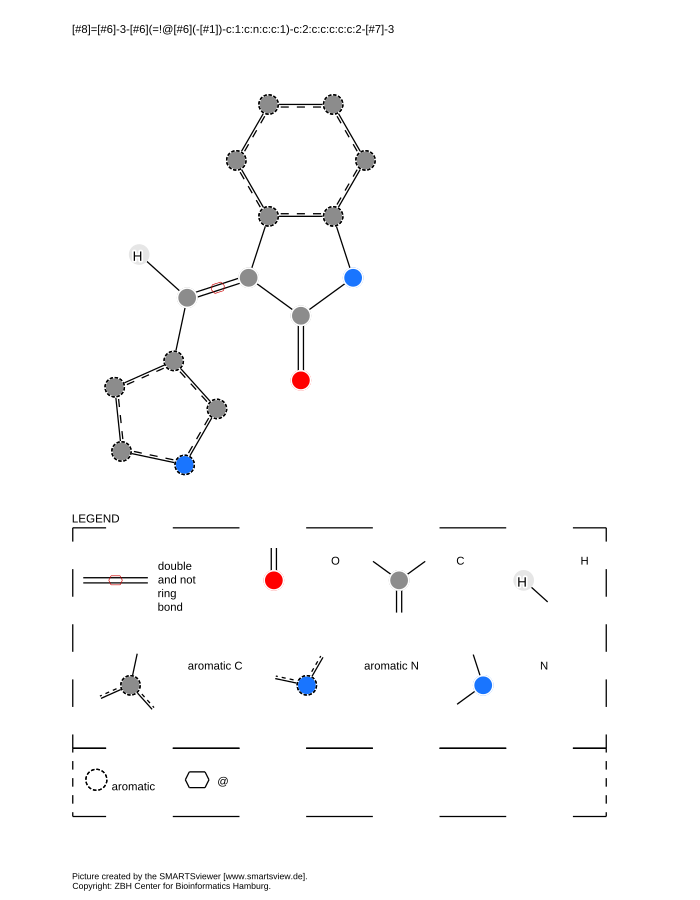 [#8]=[#6]-3-[#6](=!@[#6](-[#1])-c:1:c:n:c:c:1)-c:2:c:c:c:c:c:2-[#7]-3
H
LEGEND
double
and not
ring
bond
O
C
H
H
aromatic C
aromatic N
N
aromatic
@
Picture created by the SMARTSviewer [www.smartsview.de].
Copyright: ZBH Center for Bioinformatics Hamburg.